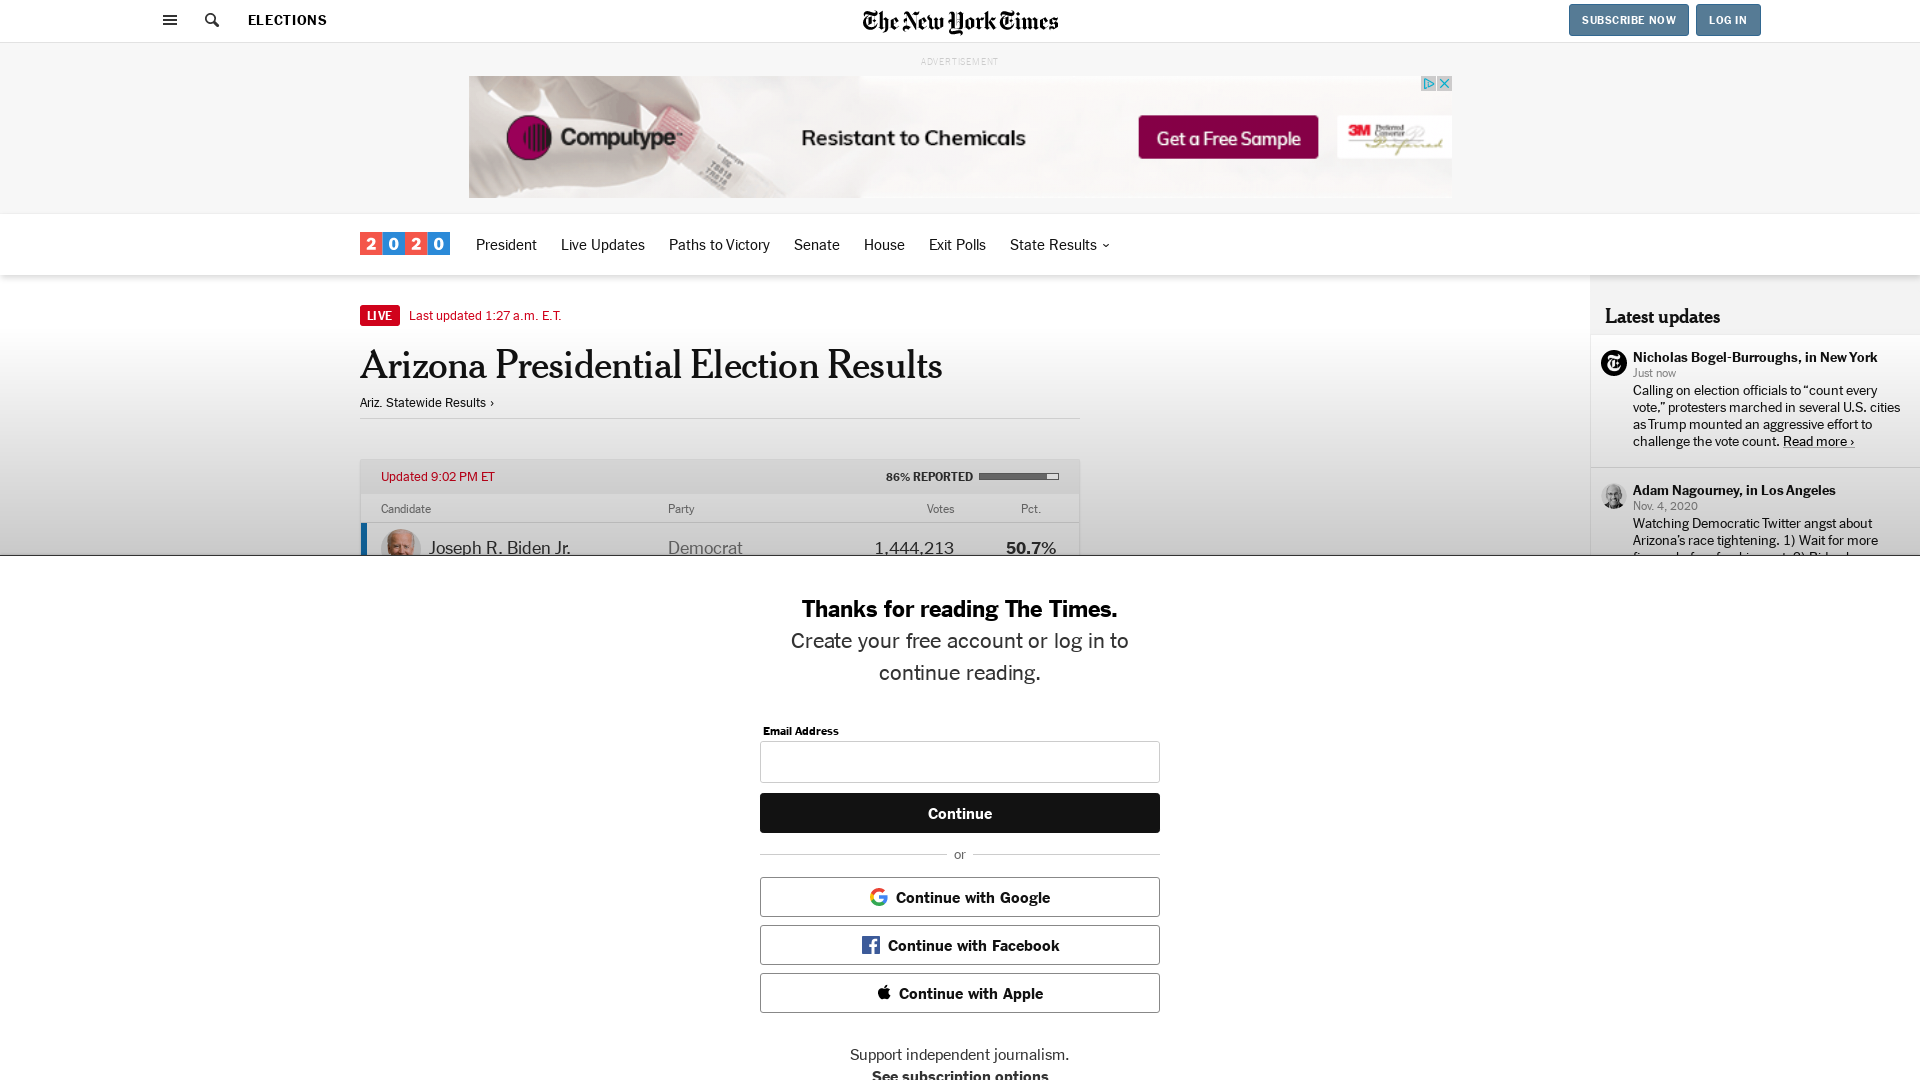 ELECTIONS
The New York Times
SUBSCRIBE NOW
LOG IN
ADVERTISEMENT
Computype
Resistant to Chemicals
Get a Free Sample
3M Preferred
Converter
Preferred
2020
President
Live Updates
Paths to Victory
Senate
House
Exit Polls
State Results
LIVE
Last updated 1:27 a.m. E.T.
Arizona Presidential Election Results
Ariz. Statewide Results ›
Updated 9:02 PM ET
86% REPORTED
Candidate Party Votes Pct.
Joseph R. Biden Jr. Democrat 1,444,213 50.7%
Latest updates
Nicholas Bogel-Burroughs, in New York
Just now
Calling on election officials to “count every
vote,” protesters marched in several U.S. cities
as Trump mounted an aggressive effort to
challenge the vote count. Read more ›
Adam Nagourney, in Los Angeles
Nov. 4, 2020
Watching Democratic Twitter angst about
Arizona’s race tightening. 1) Wait for more
Thanks for reading The Times.
Create your free account or log in to
continue reading.
Email Address
Continue
or
Continue with Google
Continue with Facebook
Continue with Apple
Support independent journalism.
See subscription options